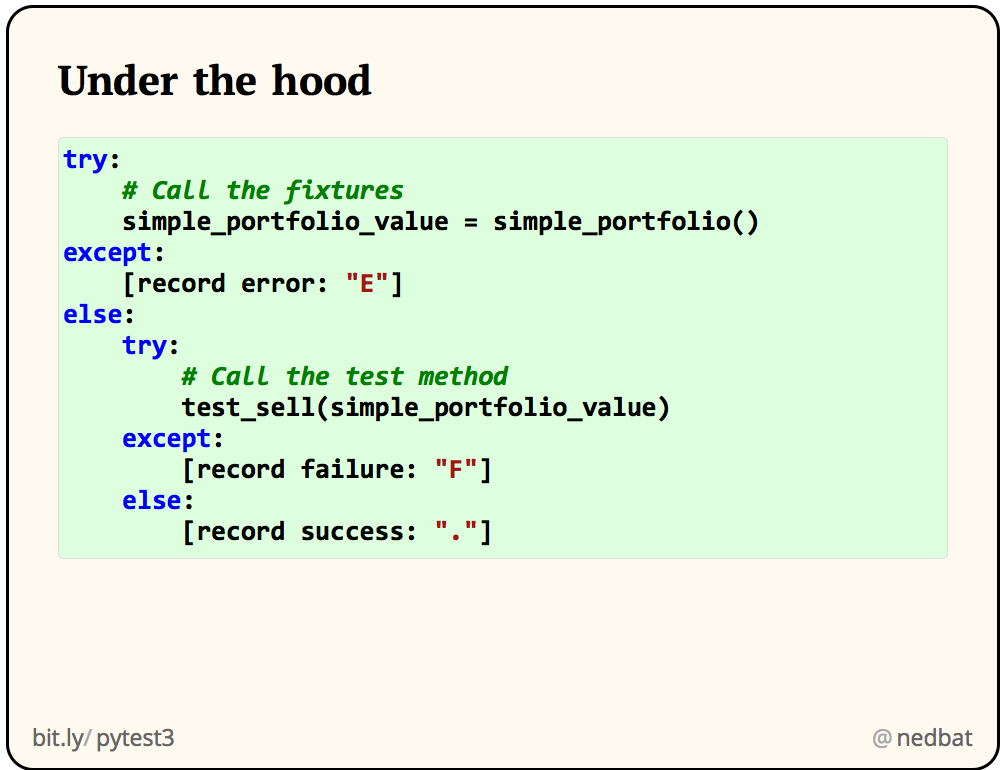 Under the hood
try:
    # Call the fixtures
    simple_portfolio_value = simple_portfolio()
except:
    [record error: "E"]
else:
    try:
        # Call the test method
        test_sell(simple_portfolio_value)
    except:
        [record failure: "F"]
    else:
        [record success: "."]
bit.ly/pytest3
@nedbat